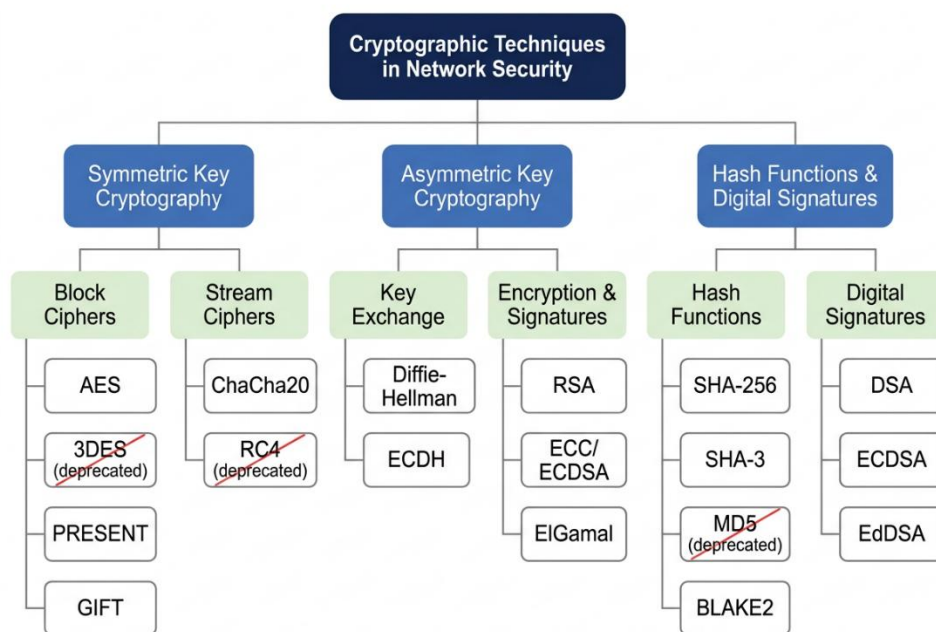 Cryptographic Techniques
in Network Security
Symmetric Key
Cryptography
Asymmetric Key
Cryptography
Hash Functions &
Digital Signatures
Block
Ciphers
Stream
Ciphers
Key
Exchange
Encryption &
Signatures
Hash
Functions
Digital
Signatures
AES
3DES
(deprecated)
PRESENT
GIFT
ChaCha20
RC4
(deprecated)
Diffie-
Hellman
ECDH
RSA
ECC/
ECDSA
ElGamal
SHA-256
SHA-3
MD5
(deprecated)
BLAKE2
DSA
ECDSA
EdDSA